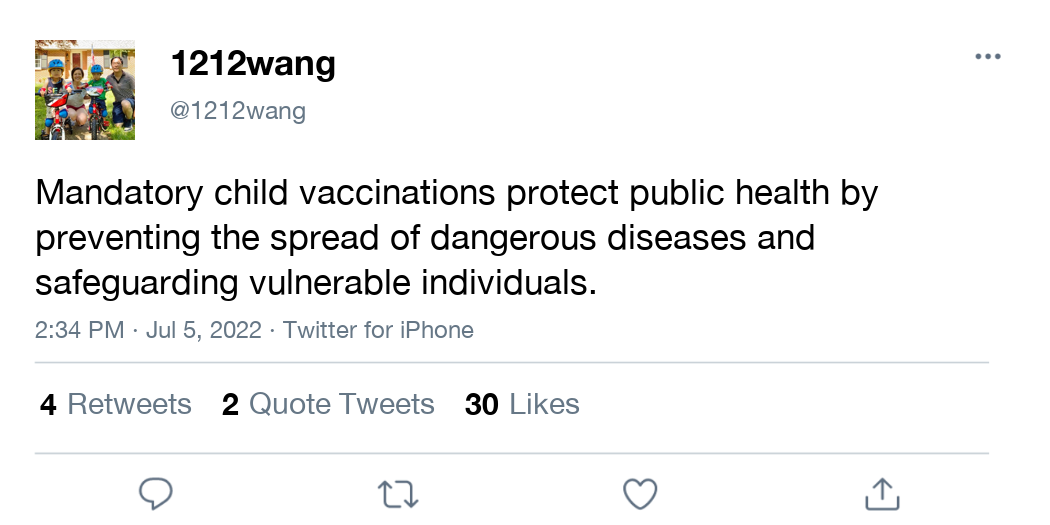 1212wang
@1212wang
Mandatory child vaccinations protect public health by
preventing the spread of dangerous diseases and
safeguarding vulnerable individuals.
2:34 PM · Jul 5, 2022 · Twitter for iPhone
4 Retweets 2 Quote Tweets 30 Likes